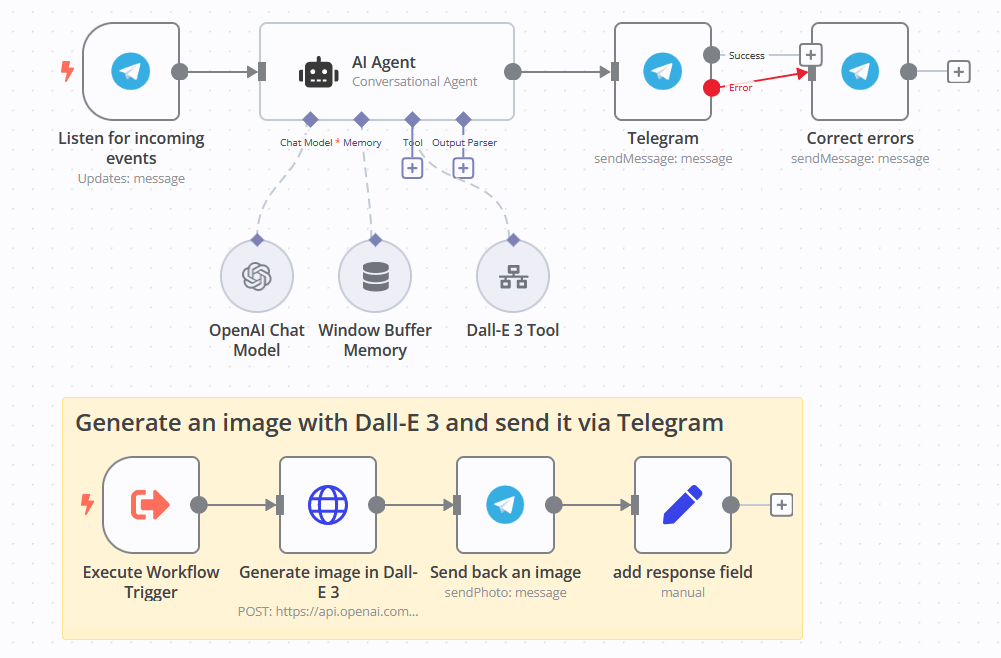 AI Agent
Conversational Agent
Success
Error
Chat Model * Memory Tool Output Parser
Listen for incoming
events
Updates: message
Telegram
sendMessage: message
Correct errors
sendMessage: message
OpenAI Chat
Model
Window Buffer
Memory
Dall-E 3 Tool
Generate an image with Dall-E 3 and send it via Telegram
Execute Workflow
Trigger
Generate image in Dall-
E 3
POST: https://api.openai.com...
Send back an image
sendPhoto: message
add response field
manual